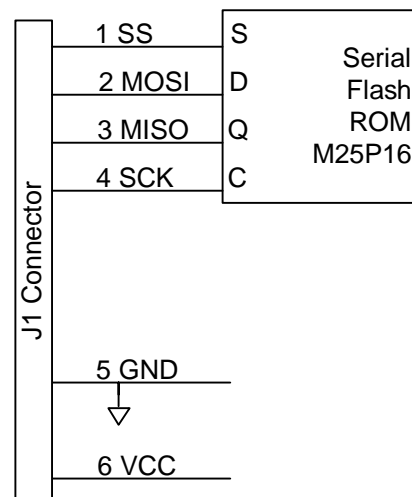 1 SS
S
2 MOSI
D
3 MISO
Q
4 SCK
C
Serial
Flash
ROM
M25P16
J1 Connector
5 GND
6 VCC